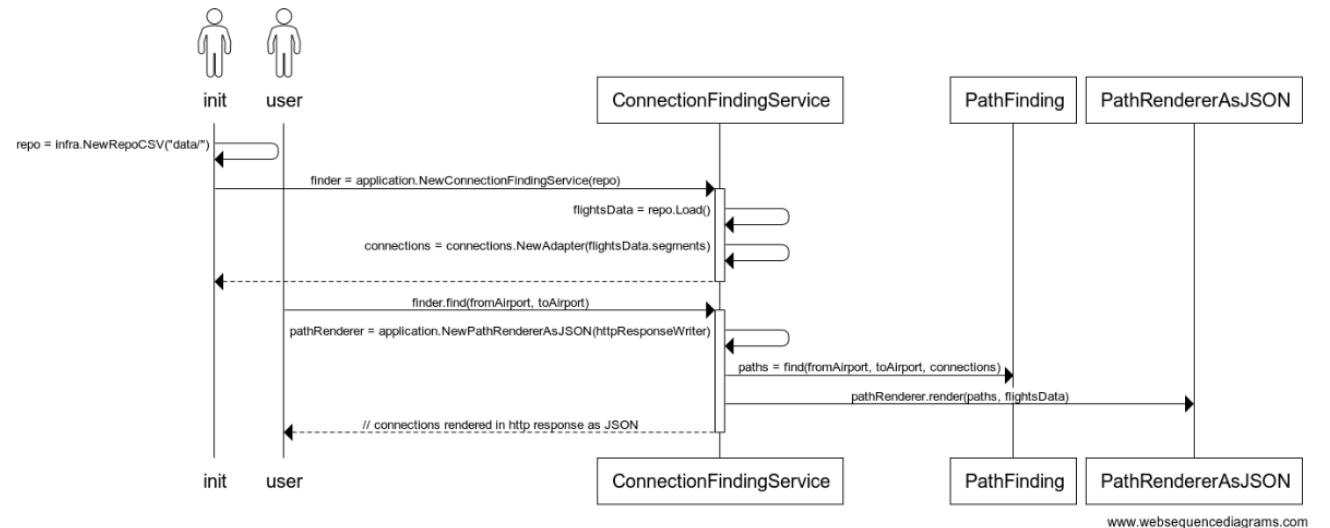 init
user
ConnectionFindingService
PathFinding
PathRendererAsJSON
repo = infra.NewRepoCSV("data/")
finder = application.NewConnectionFindingService(repo)
flightsData = repo.Load()
connections = connections.NewAdapter(flightsData.segments)
finder.find(fromAirport, toAirport)
pathRenderer = application.NewPathRendererAsJSON(httpResponseWriter)
paths = find(fromAirport, toAirport, connections)
pathRenderer.render(paths, flightsData)
// connections rendered in http response as JSON
init
user
ConnectionFindingService
PathFinding
PathRendererAsJSON
www.websequencediagrams.com